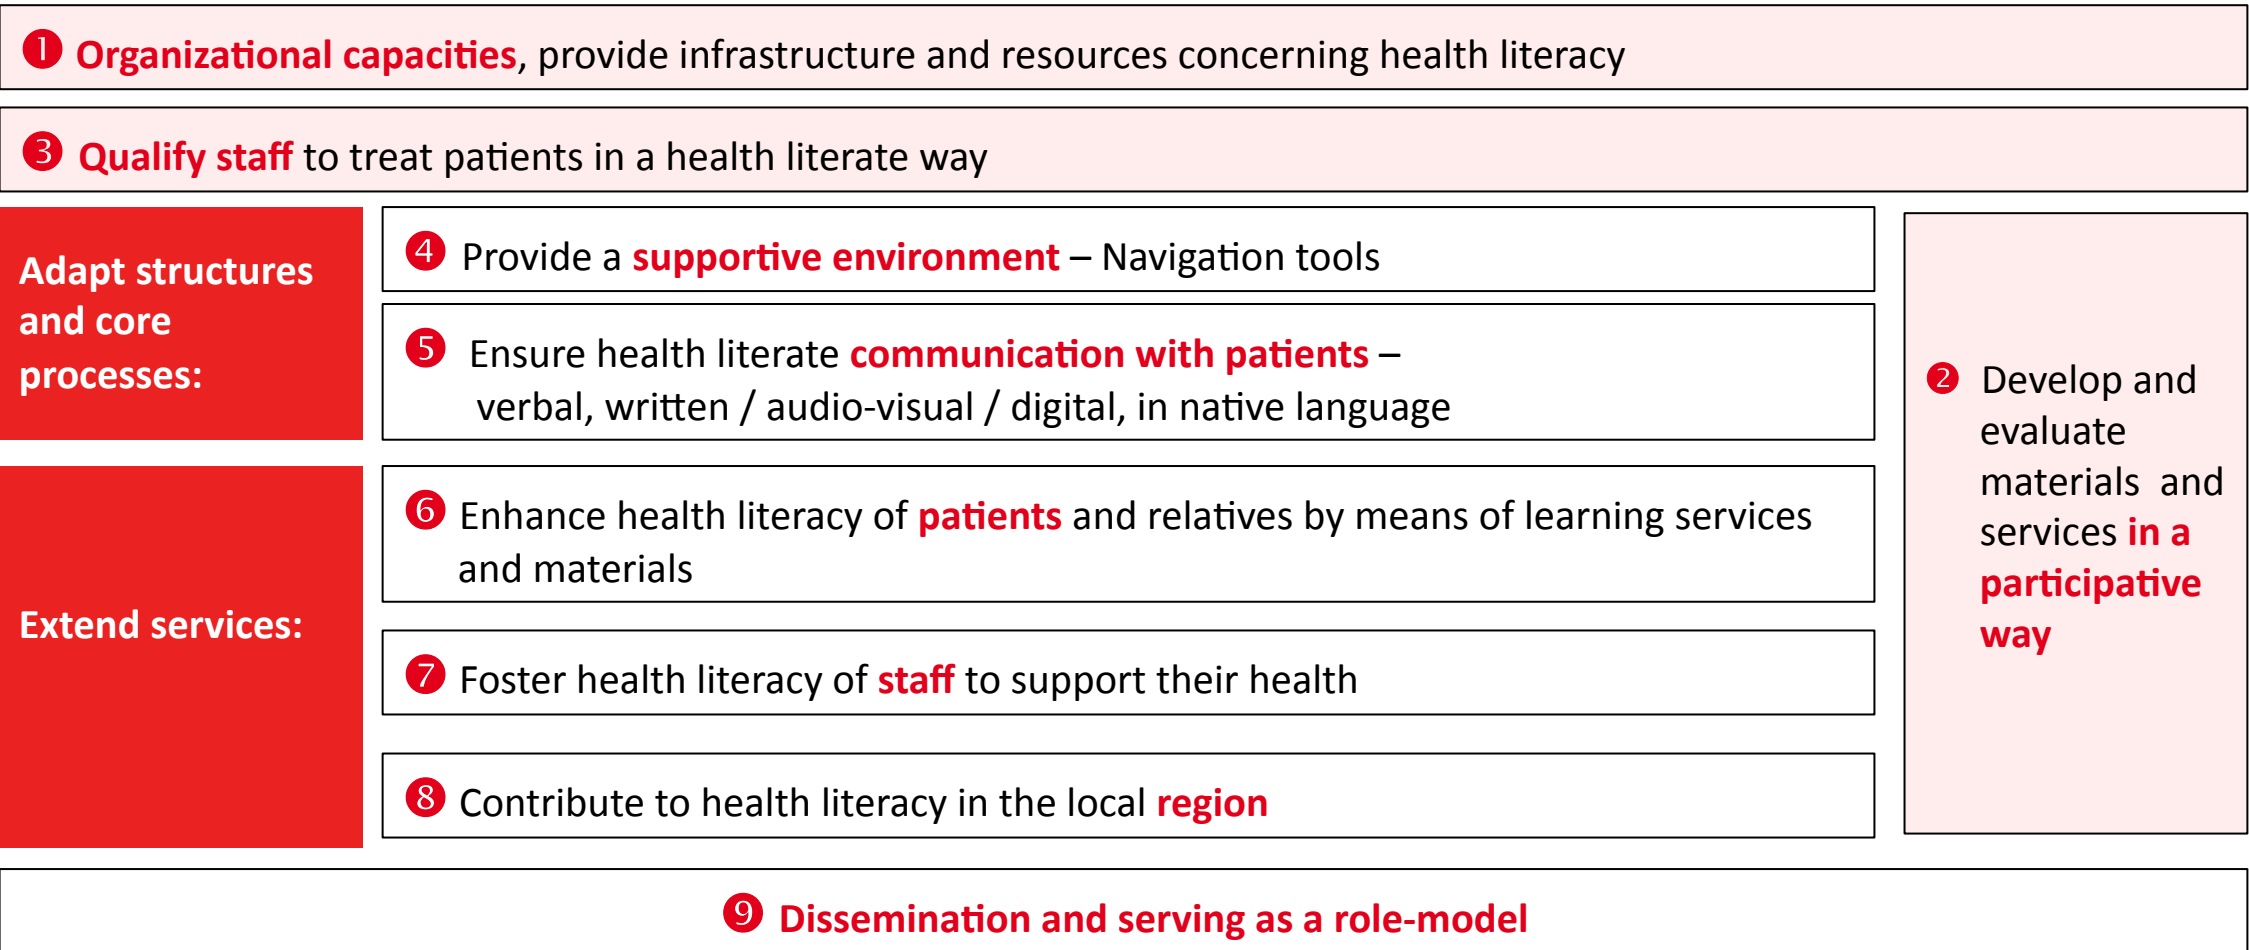 ❶ Organizational capacities, provide infrastructure and resources concerning health literacy
❸ Qualify staff to treat patients in a health literate way
Adapt structures
and core
processes:
❹ Provide a supportive environment – Navigation tools
❺ Ensure health literate communication with patients –
verbal, written / audio-visual / digital, in native language
Extend services:
❻ Enhance health literacy of patients and relatives by means of learning services
and materials
❼ Foster health literacy of staff to support their health
❽ Contribute to health literacy in the local region
❷ Develop and
evaluate
materials and
services in a
participative
way
❾ Dissemination and serving as a role-model